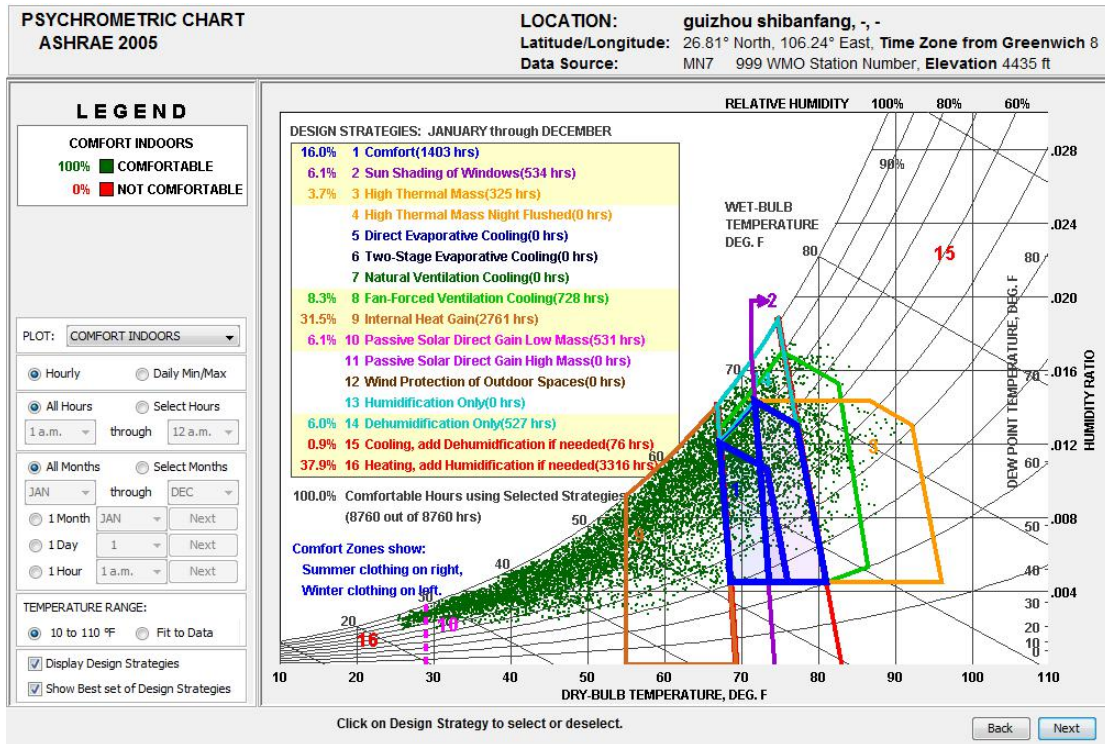 PSYCHROMETRIC CHART
ASHRAE 2005
LOCATION: guizhou shibanfang, -, -
Latitude/Longitude: 26.81° North, 106.24° East, Time Zone from Greenwich 8
Data Source: MN7 999 WMO Station Number, Elevation 4435 ft
LEGEND
COMFORT INDOORS
100% COMFORTABLE
0% NOT COMFORTABLE
PLOT: COMFORT INDOORS
Hourly Daily Min/Max
All Hours Select Hours
1 a.m. through 12 a.m.
All Months Select Months
JAN through DEC
1 Month JAN Next
1 Day 1 Next
1 Hour 1 a.m. Next
TEMPERATURE RANGE:
10 to 110 °F Fit to Data
Display Design Strategies
Show Best set of Design Strategies
RELATIVE HUMIDITY 100% 80% 60%
90%
DESIGN STRATEGIES: JANUARY through DECEMBER
16.0% 1 Comfort(1403 hrs)
6.1% 2 Sun Shading of Windows(534 hrs)
3.7% 3 High Thermal Mass(325 hrs)
4 High Thermal Mass Night Flushed(0 hrs)
5 Direct Evaporative Cooling(0 hrs)
6 Two-Stage Evaporative Cooling(0 hrs)
7 Natural Ventilation Cooling(0 hrs)
8.3% 8 Fan-Forced Ventilation Cooling(728 hrs)
31.5% 9 Internal Heat Gain(2761 hrs)
6.1% 10 Passive Solar Direct Gain Low Mass(531 hrs)
11 Passive Solar Direct Gain High Mass(0 hrs)
12 Wind Protection of Outdoor Spaces(0 hrs)
13 Humidification Only(0 hrs)
6.0% 14 Dehumidification Only(527 hrs)
0.9% 15 Cooling, add Dehumidfication if needed(76 hrs)
37.9% 16 Heating, add Humidification if needed(3316 hrs)
100.0% Comfortable Hours using Selected Strategies
(8760 out of 8760 hrs)
Comfort Zones show:
Summer clothing on right,
Winter clothing on left.
WET-BULB
TEMPERATURE
DEG. F
20
30
40
50
60
70
80
1
2
3
9
10
15
16
.028
.024
.020
.016
.012
.008
.004
HUMIDITY RATIO
DEW POINT TEMPERATURE, DEG. F
80
70
60
50
40
30
20
10
0
10 20 30 40 50 60 70 80 90 100 110
DRY-BULB TEMPERATURE, DEG. F
Click on Design Strategy to select or deselect.
Back Next